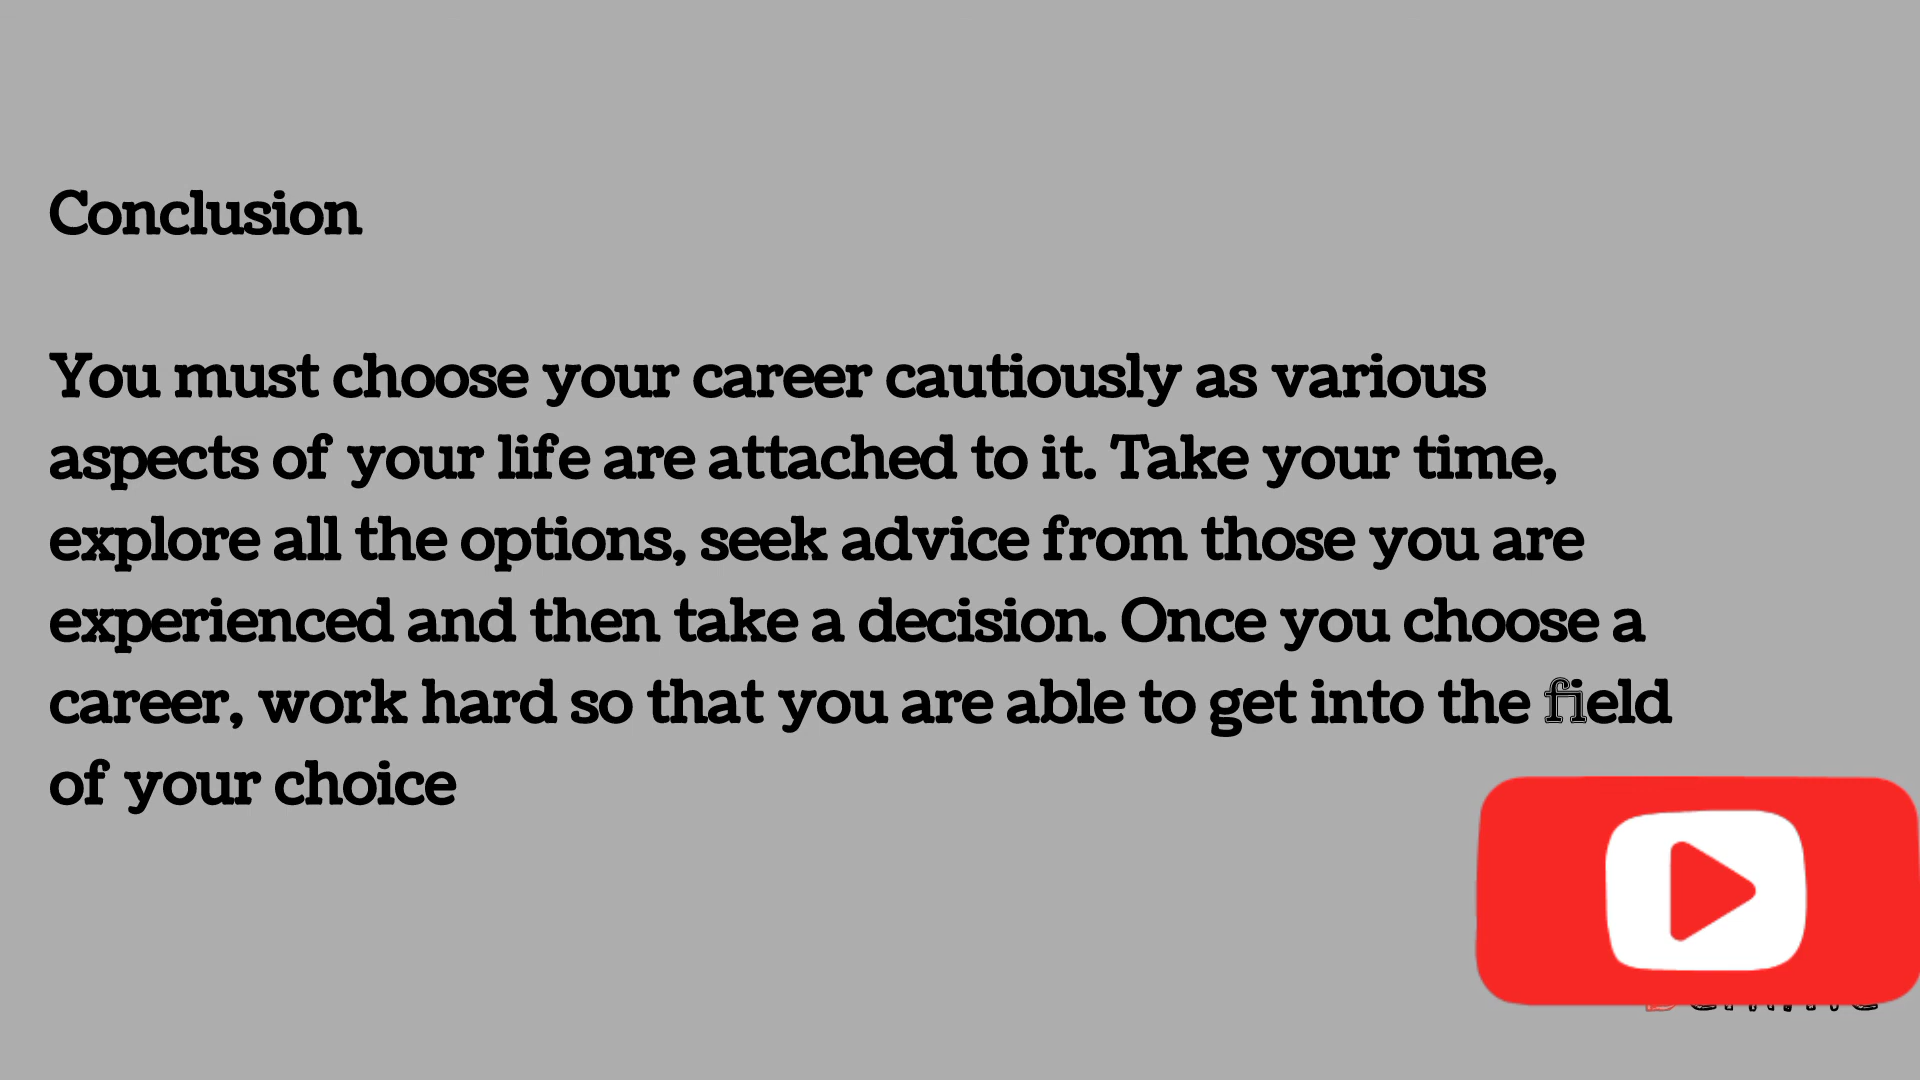 Conclusion
You must choose your career cautiously as various
aspects of your life are attached to it. Take your time,
explore all the options, seek advice from those you are
experienced and then take a decision. Once you choose a
career, work hard so that you are able to get into the field
of your choice